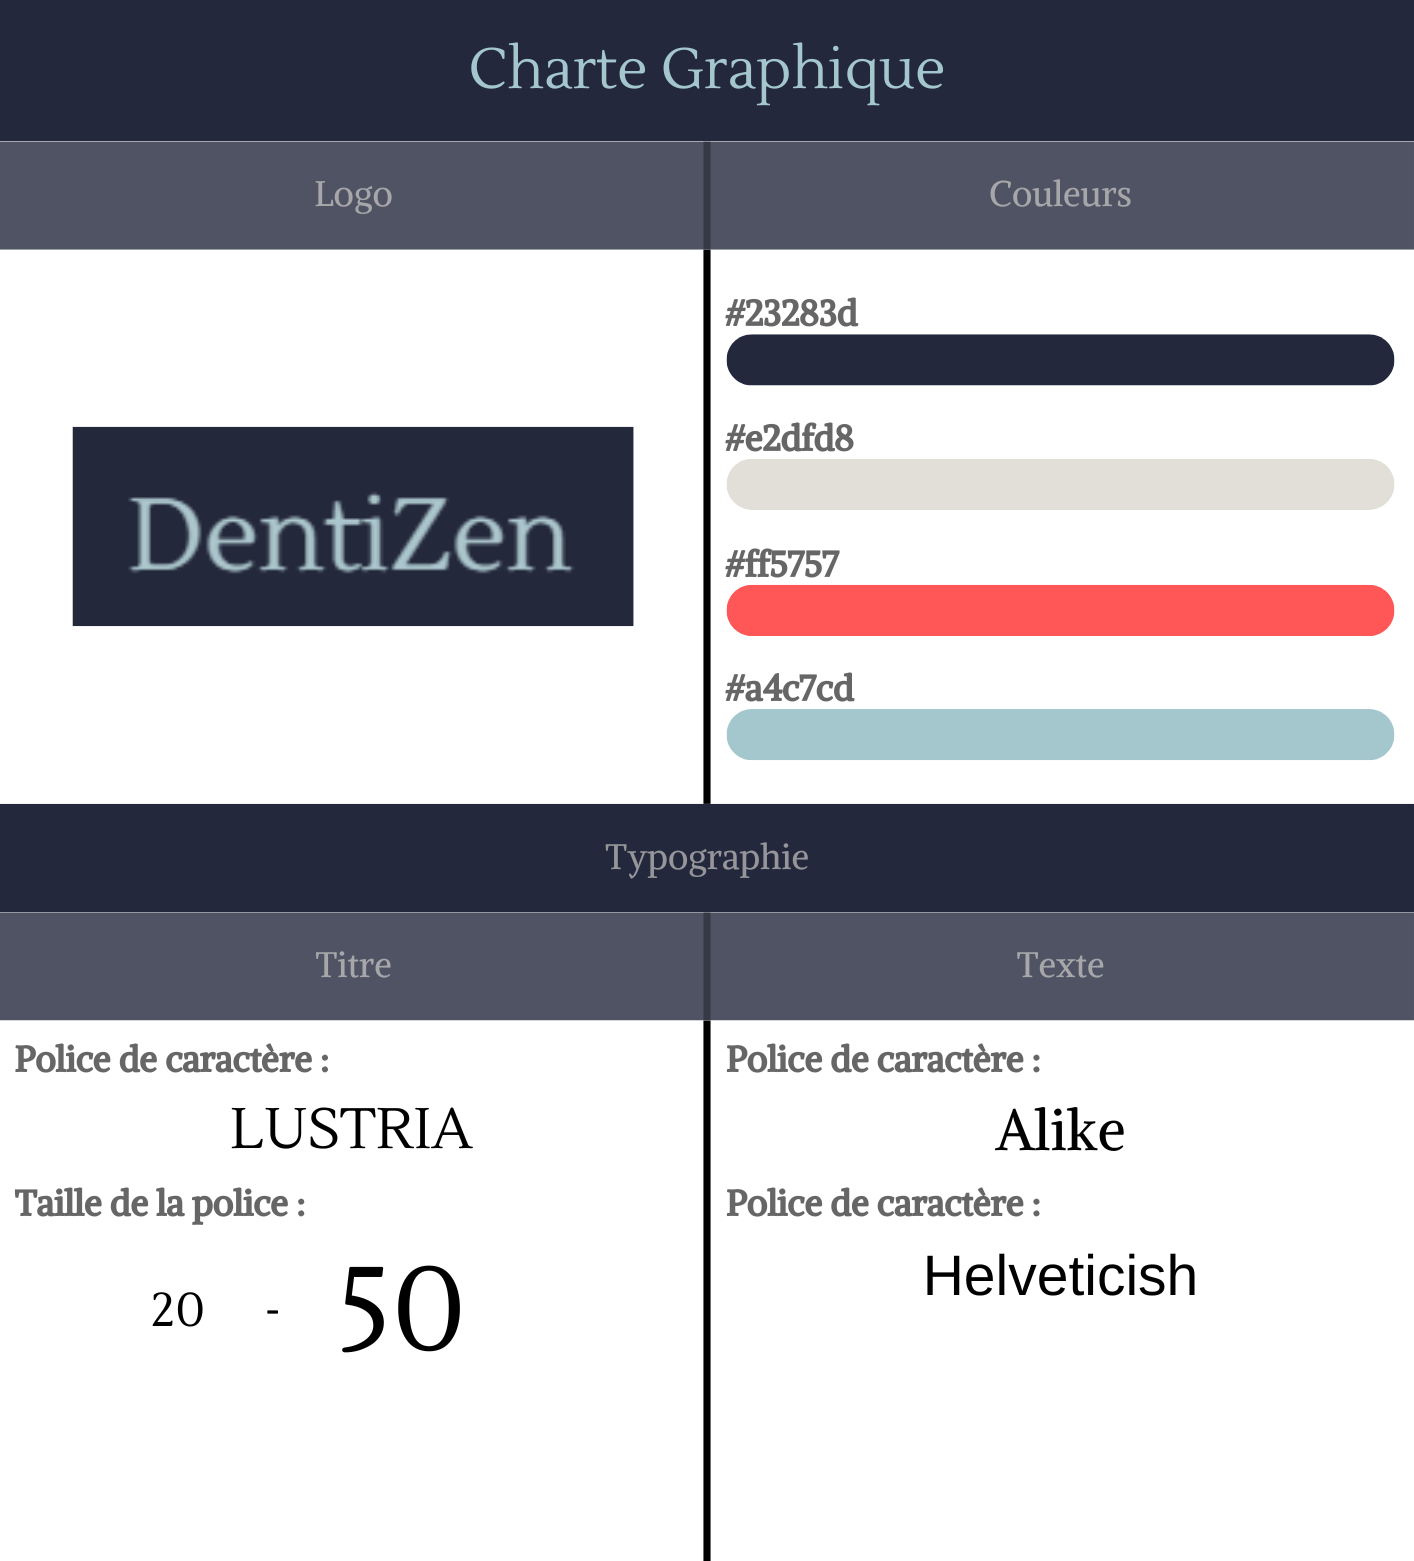 Charte Graphique
Logo
Couleurs
DentiZen
#23283d
#e2dfd8
#ff5757
#a4c7cd
Typographie
Titre
Texte
Police de caractère :
LUSTRIA
Taille de la police :
20 - 50
Police de caractère :
Alike
Police de caractère :
Helveticish